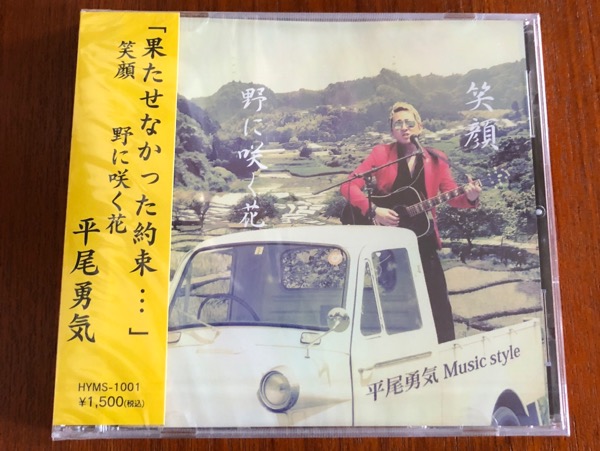 「果たせなかった約束…」
笑顔 野に咲く花
平尾勇気
HYMS-1001
¥1,500(税込)
笑顔…
野に咲く花
平尾勇気 Music style